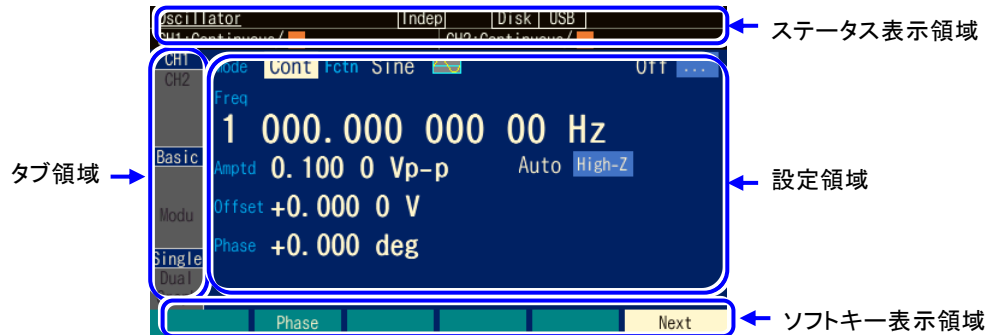 Oscillator Indep Disk USB
ステータス表示領域
CH1:Continuous/ CH2:Continuous/
CH1
CH2
Mode Cont Fctn Sine Off ...
Freq
1 000.000 000 00 Hz
Basic
Amptd 0.100 0 Vp-p Auto High-Z
タブ領域
設定領域
Modu
Offset +0.000 0 V
Phase +0.000 deg
Single
Dual
Phase Next
ソフトキー表示領域